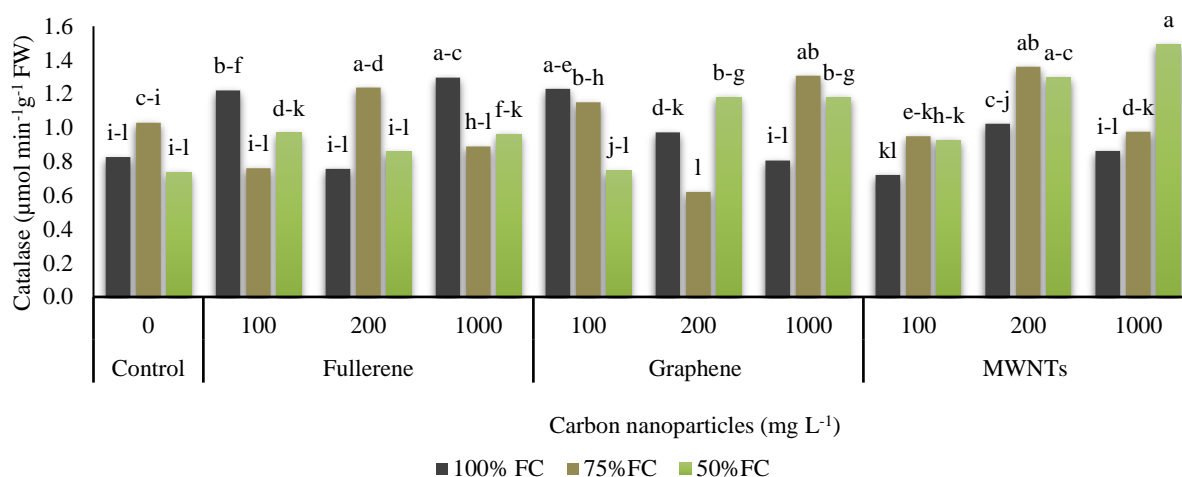 Catalase (µmol min-1g-1 FW)
1.6
1.4
1.2
1.0
0.8
0.6
0.4
0.2
0.0
i-l c-i i-l b-f i-l d-k i-l a-d i-l a-c h-l f-k a-e b-h j-l d-k l b-g i-l ab b-g kl e-k h-k c-j ab a-c i-l d-k a
0 100 200 1000 100 200 1000 100 200 1000
Control Fullerene Graphene MWNTs
Carbon nanoparticles (mg L-1)
100% FC 75%FC 50%FC